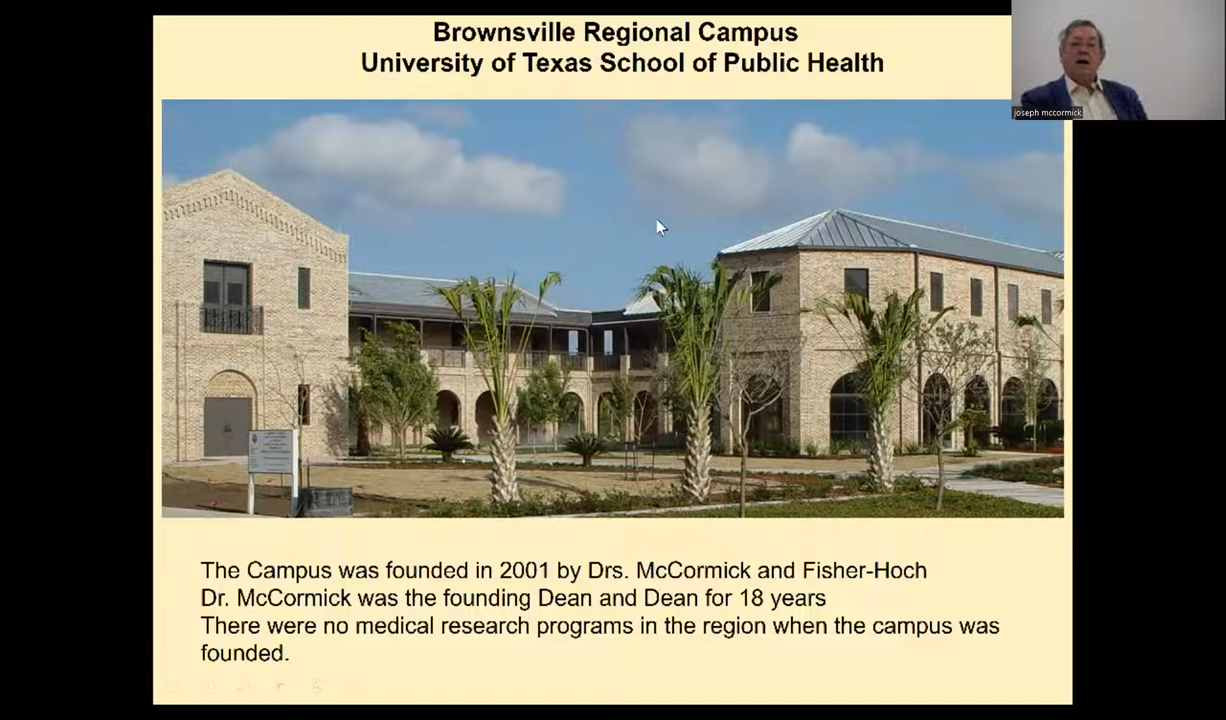 Brownsville Regional Campus
University of Texas School of Public Health
joseph mccormick
The Campus was founded in 2001 by Drs. McCormick and Fisher-Hoch
Dr. McCormick was the founding Dean and Dean for 18 years
There were no medical research programs in the region when the campus was
founded.